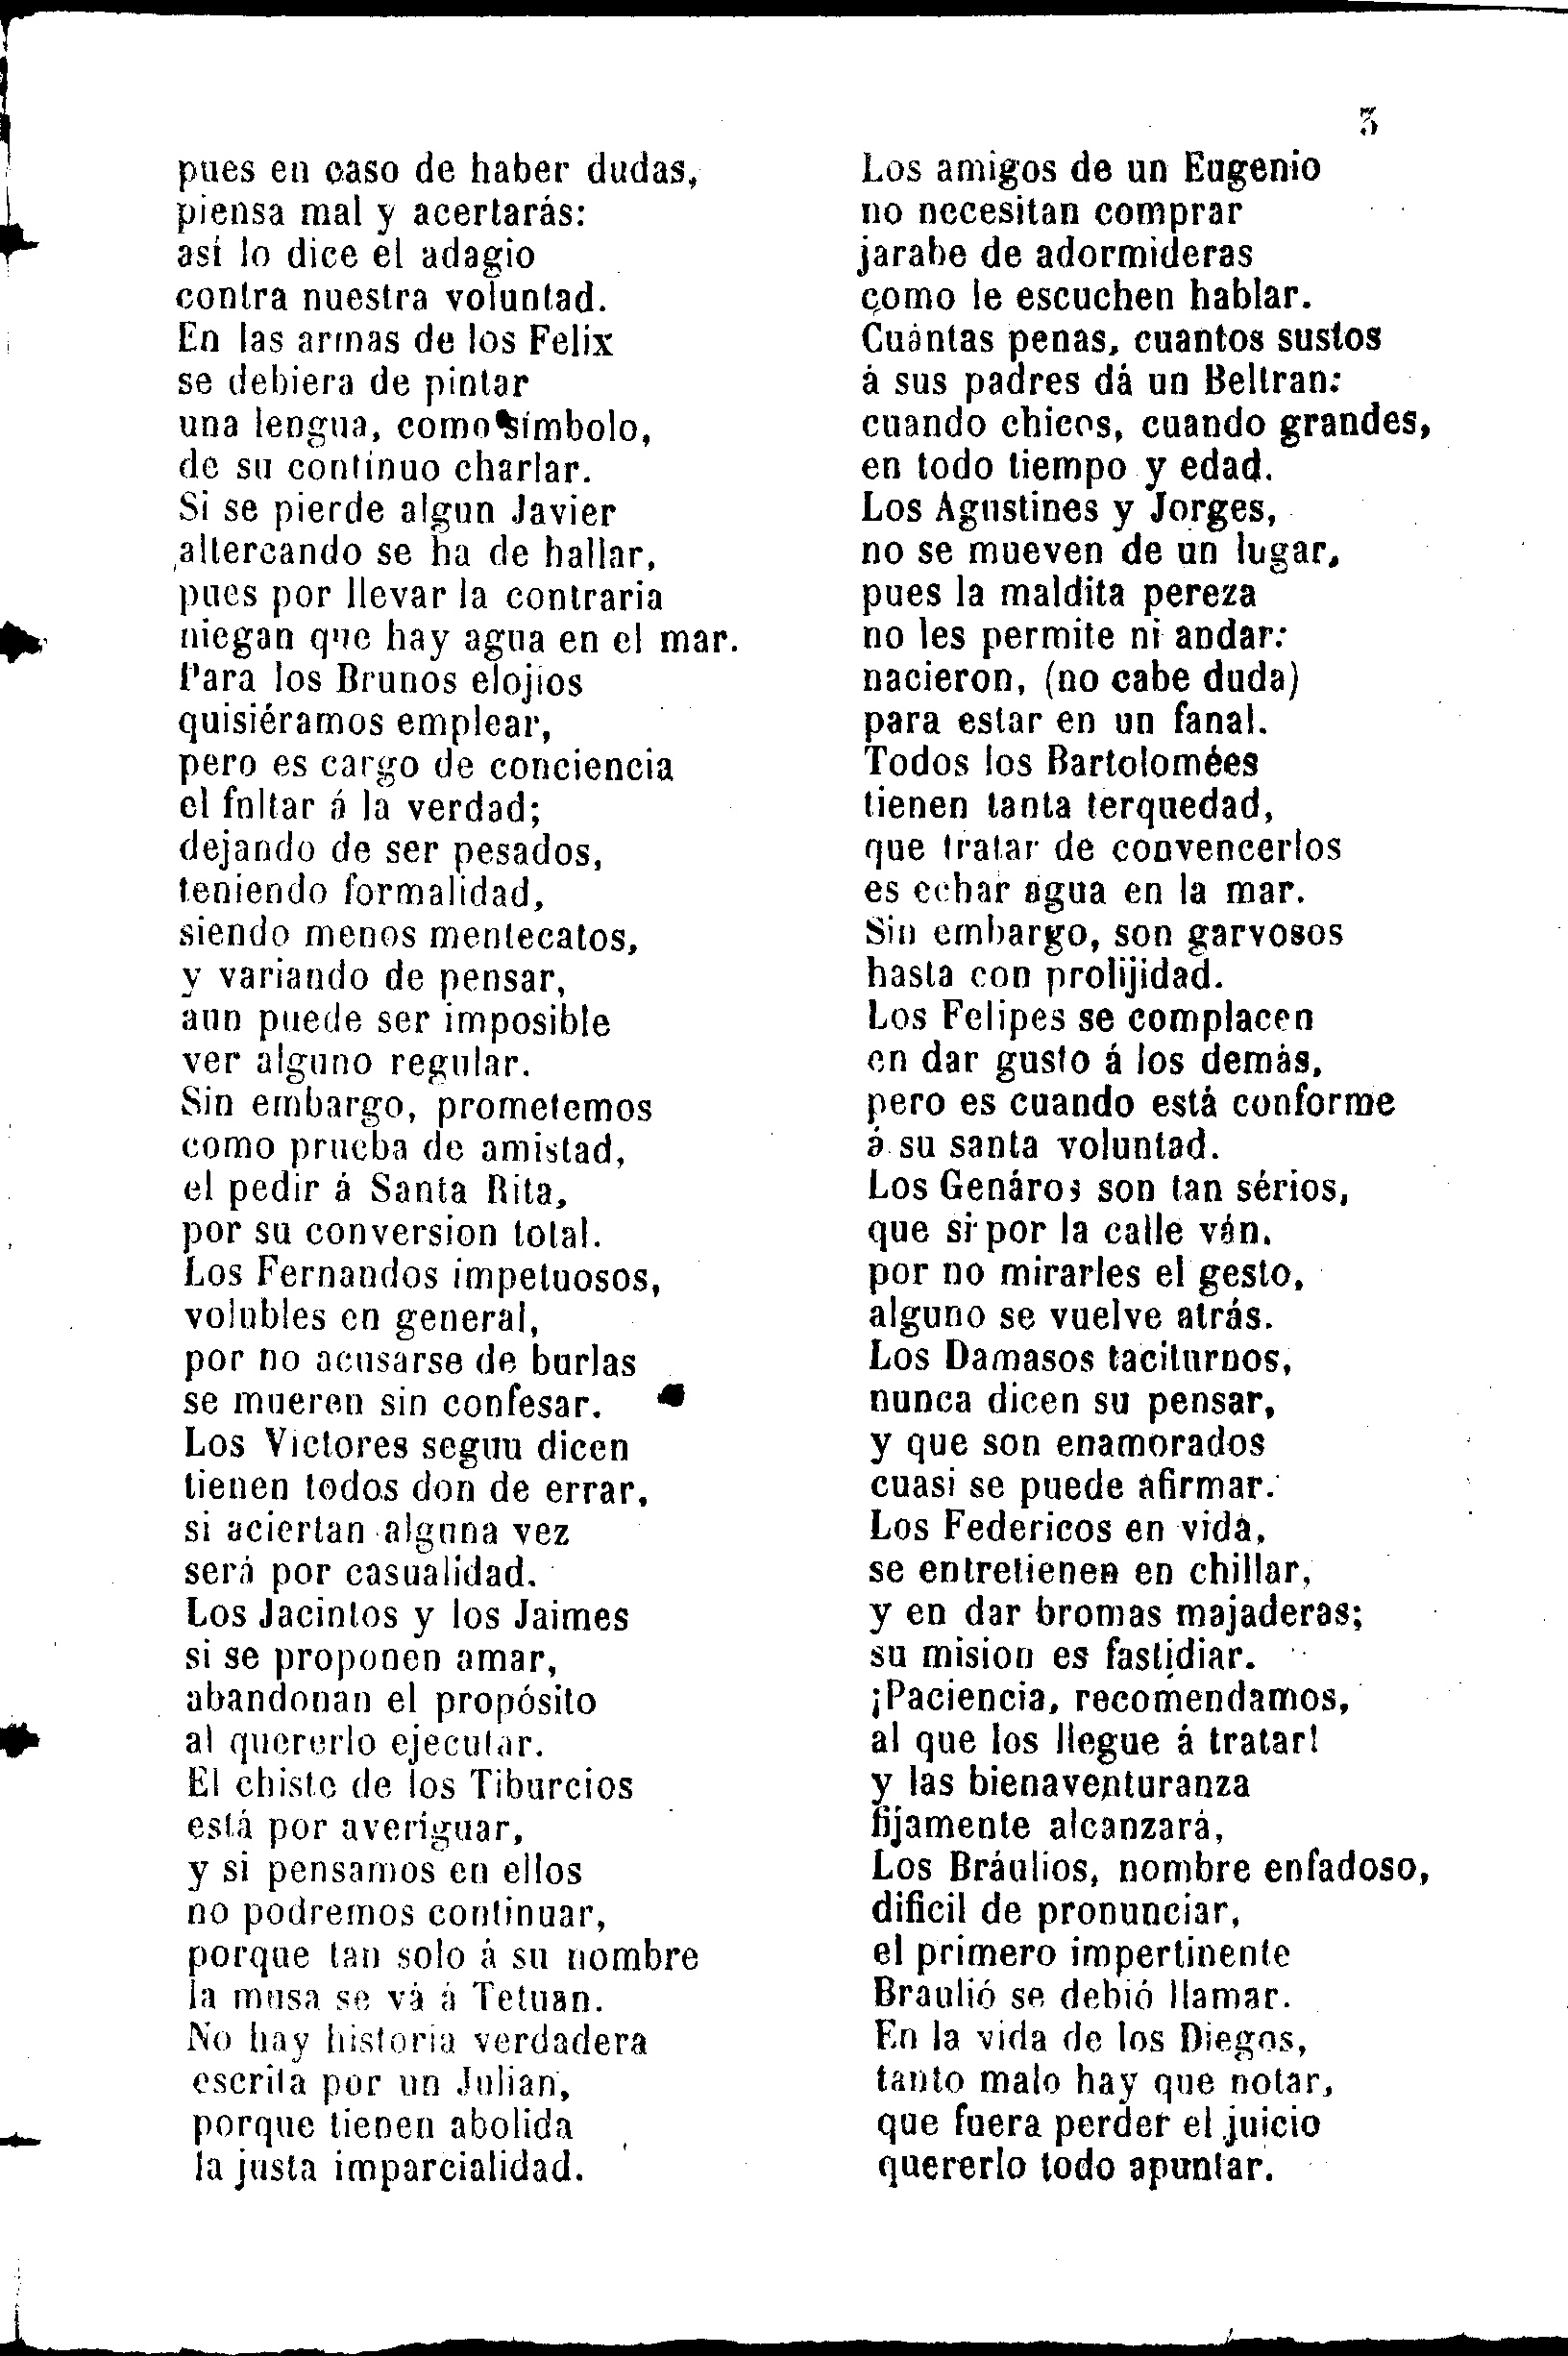 3
pues en caso de haber dudas,
piensa mal y acertarás:
así lo dice el adagio
contra nuestra voluntad.
En las armas de los Felix
se debiera de pintar
una lengua, como símbolo,
de su contínuo charlar.
Si se pierde algun Javier
altercando se ha de hallar,
pues por llevar la contraria
niegan que hay agua en el mar.
Para los Brunos elojios
quisiéramos emplear,
pero es cargo de conciencia
el faltar á la verdad;
dejando de ser pesados,
teniendo formalidad,
siendo menos mentecatos,
y variando de pensar,
aun puede ser imposible
ver alguno regular.
Sin embargo, prometemos
como prueba de amistad,
el pedir á Santa Rita,
por su conversion total.
Los Fernandos impetuosos,
volubles en general,
por no acusarse de burlas
se mueren sin confesar.
Los Victores seguu dicen
tienen todos don de errar,
si aciertan alguna vez
será por casualidad.
Los Jacintos y los Jaimes
si se proponen amar,
abandonan el propósito
al quererlo ejecutar.
El chiste de los Tiburcios
está por averiguar,
y si pensamos en ellos
no podremos continuar,
porque tan solo á su nombre
la musa se vá á Tetuan.
No hay historia verdadera
escrita por un Julian,
porque tienen abolida
la justa imparcialidad.
Los amigos de un Eugenio
no necesitan comprar
jarabe de adormideras
como le escuchen hablar.
Cuántas penas, cuantos sustos
á sus padres dá un Beltran:
cuando chicos, cuando grandes,
en todo tiempo y edad.
Los Agustines y Jorges,
no se mueven de un lugar,
pues la maldita pereza
no les permite ni andar:
nacieron, (no cabe duda)
para estar en un fanal.
Todos los Bartolomées
tienen tanta terquedad,
que tratar de convencerlos
es echar agua en la mar.
Sin embargo, son garvosos
hasta con prolijidad.
Los Felipes se complacen
en dar gusto á los demás,
pero es cuando está conforme
á su santa voluntad.
Los Genáros son tan sérios,
que si por la calle ván,
por no mirarles el gesto,
alguno se vuelve atrás.
Los Damasos taciturnos,
nunca dicen su pensar,
y que son enamorados
cuasi se puede afirmar.
Los Federicos en vida,
se entretienen en chillar,
y en dar bromas majaderas;
su mision es fastidiar.
¡Paciencia, recomendamos,
al que los llegue á tratar!
y las bienaventuranza
fijamente alcanzará,
Los Bráulios, nombre enfadoso,
dificil de pronunciar,
el primero impertinente
Braulió se debió llamar.
En la vida de los Diegos,
tanto malo hay que notar,
que fuera perder el juicio
quererlo todo apuntar.